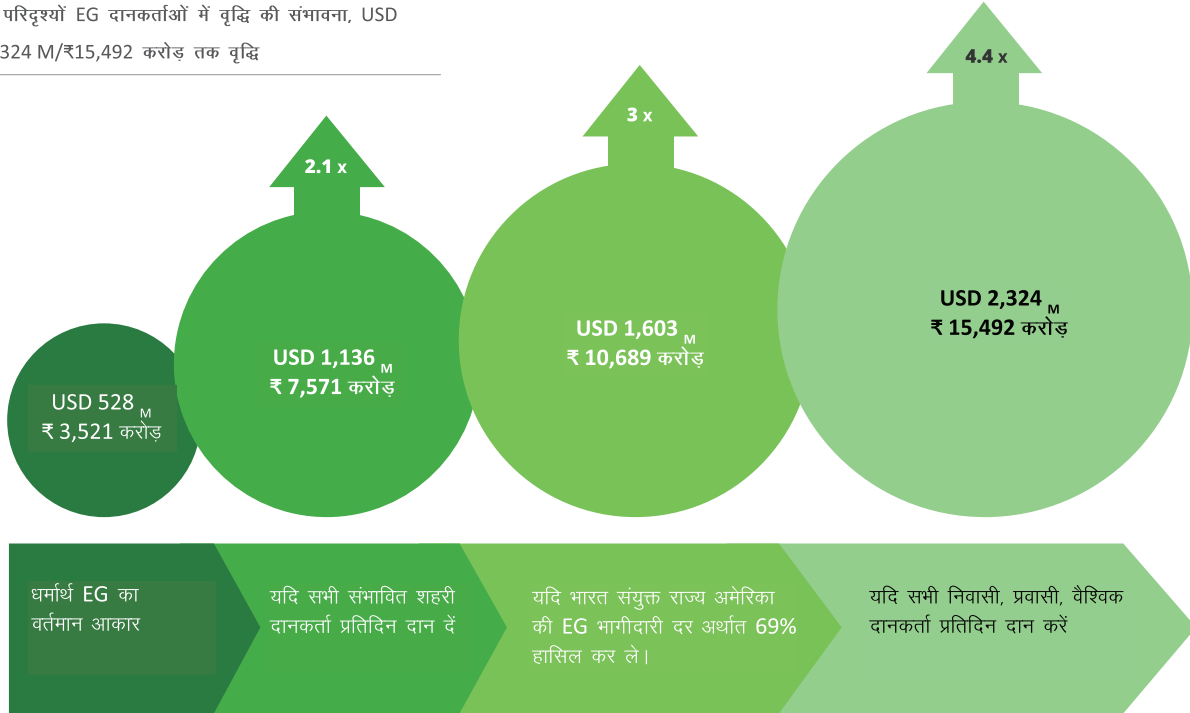 परिदृश्यों EG दानकर्ताओं में वृद्धि की संभावना, USD
324 M/₹15,492 करोड़ तक वृद्धि
4.4 x
3 x
2.1 x
USD 2,324 M
₹ 15,492 करोड़
USD 1,603 M
₹ 10,689 करोड़
USD 1,136 M
₹ 7,571 करोड़
USD 528 M
₹ 3,521 करोड़
धर्मार्थ EG का
वर्तमान आकार
यदि सभी संभावित शहरी
दानकर्ता प्रतिदिन दान दें
यदि भारत संयुक्त राज्य अमेरिका
की EG भागीदारी दर अर्थात 69%
हासिल कर ले।
यदि सभी निवासी, प्रवासी, वैश्विक
दानकर्ता प्रतिदिन दान करें